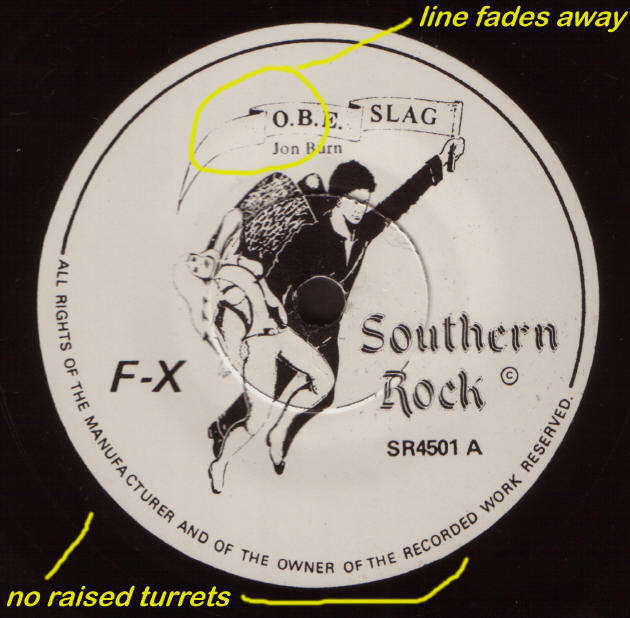 line fades away
O.B.E. SLAG
Jon Burn
Southern
Rock ©
F-X
SR4501 A
ALL RIGHTS OF THE MANUFACTURER AND OF THE OWNER OF THE RECORDED WORK RESERVED.
no raised turrets